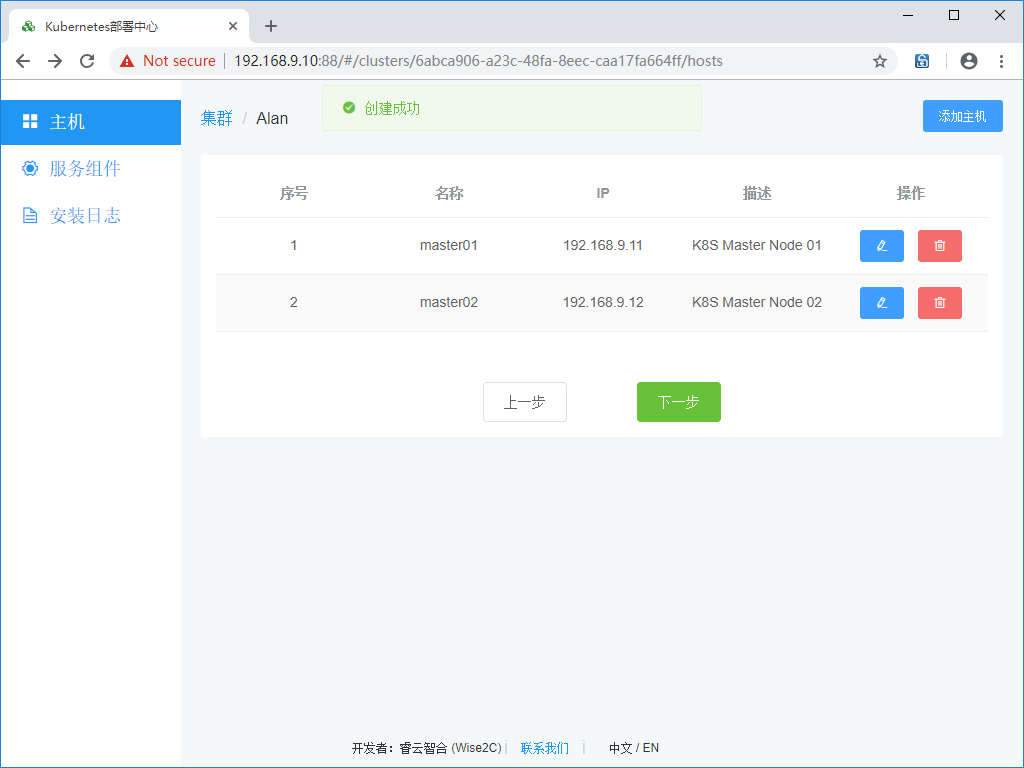 Kubernetes部署中心
Not secure | 192.168.9.10:88/#/clusters/6abca906-a23c-48fa-8eec-caa17fa664ff/hosts
主机
服务组件
安装日志
集群 / Alan
创建成功
添加主机
序号 名称 IP 描述 操作
1 master01 192.168.9.11 K8S Master Node 01
2 master02 192.168.9.12 K8S Master Node 02
上一步 下一步
开发者：睿云智合 (Wise2C) | 联系我们 | 中文 / EN